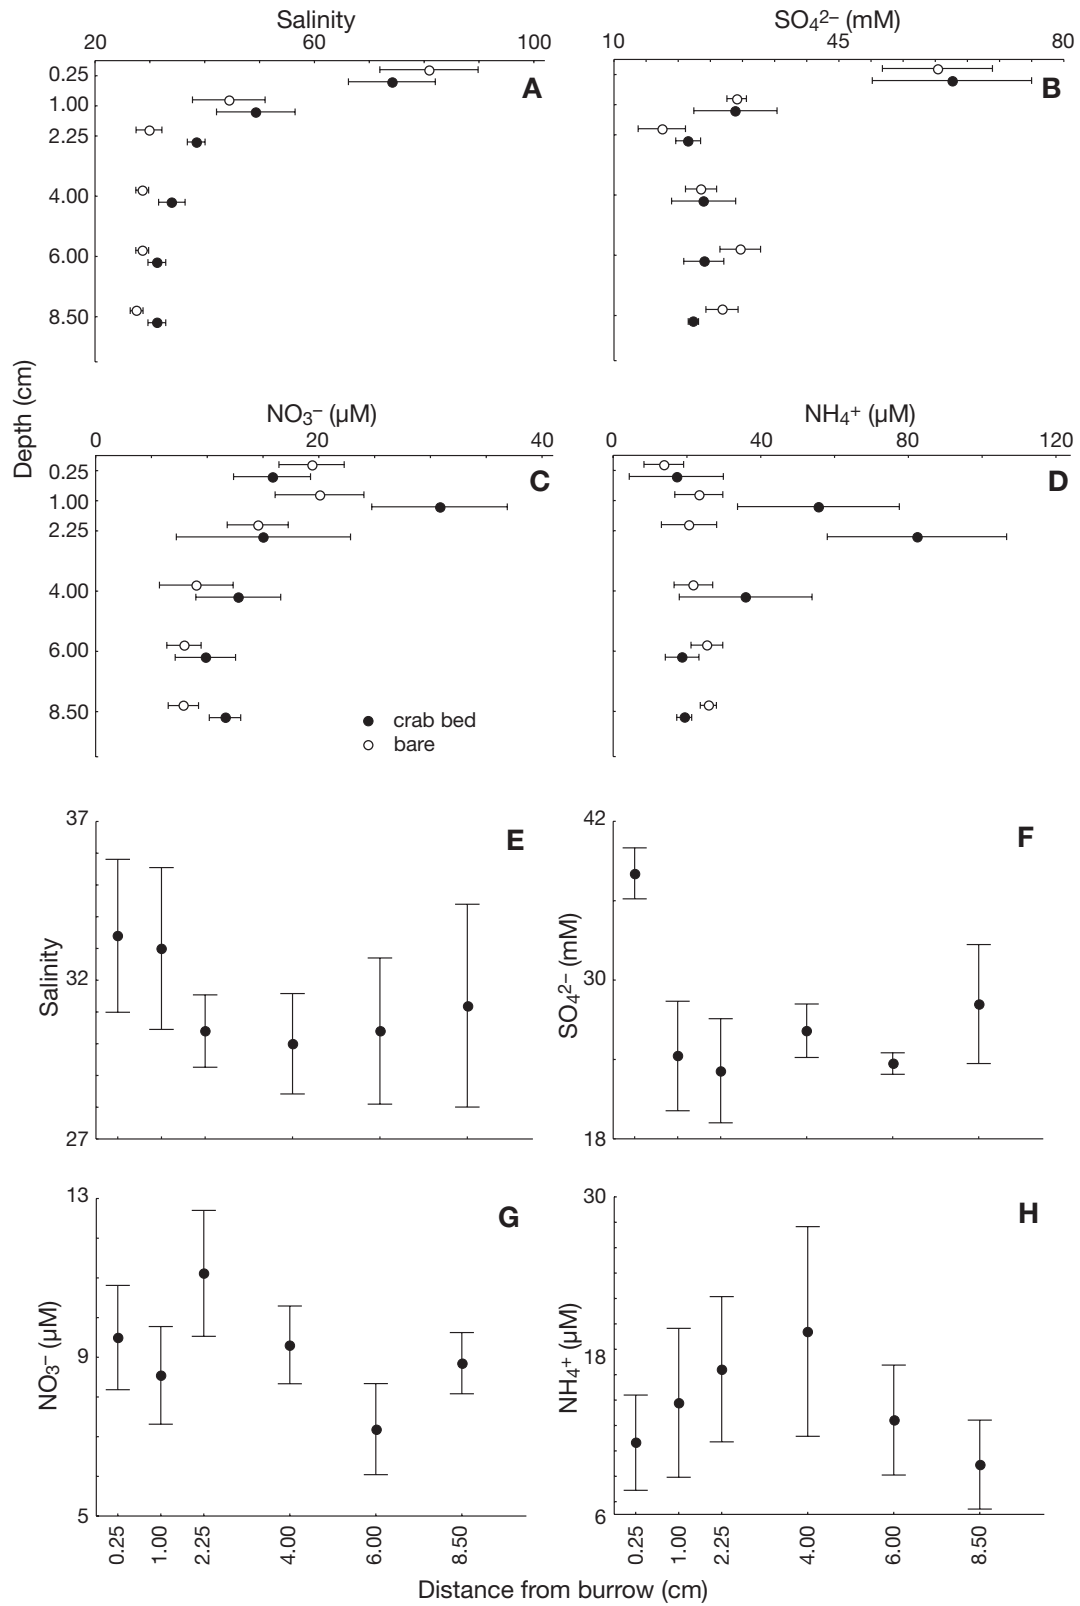 Salinity
20 60 100
SO₄²⁻ (mM)
10 45 80
0.25
1.00
2.25
4.00
6.00
8.50
A
B
Depth (cm)
NO₃⁻ (µM)
0 20 40
NH₄⁺ (µM)
0 40 80 120
0.25
1.00
2.25
4.00
6.00
8.50
C
D
crab bed
bare
37
32
27
Salinity
E
42
30
18
SO₄²⁻ (mM)
F
13
9
5
NO₃⁻ (µM)
G
30
18
6
NH₄⁺ (µM)
H
0.25 1.00 2.25 4.00 6.00 8.50
0.25 1.00 2.25 4.00 6.00 8.50
Distance from burrow (cm)